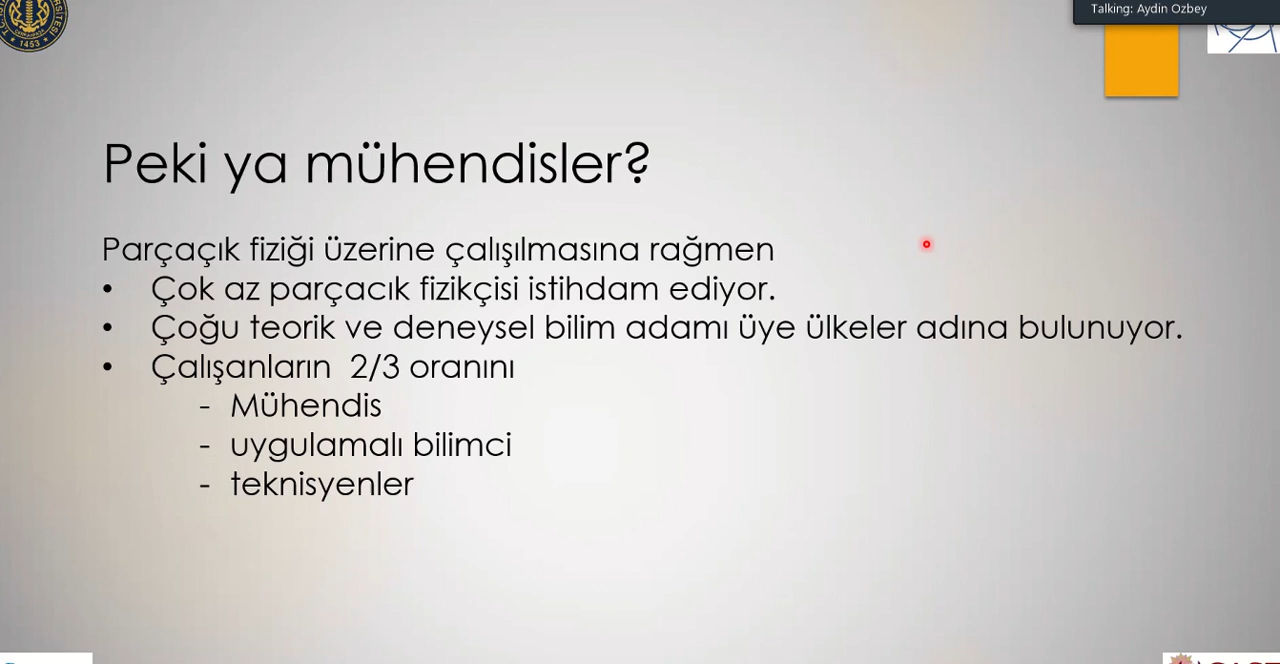 Talking: Aydin Ozbey
1453
Peki ya mühendisler?
Parçaçık fiziği üzerine çalışılmasına rağmen
• Çok az parçacık fizikçisi istihdam ediyor.
• Çoğu teorik ve deneysel bilim adamı üye ülkeler adına bulunuyor.
• Çalışanların 2/3 oranını
- Mühendis
- uygulamalı bilimci
- teknisyenler